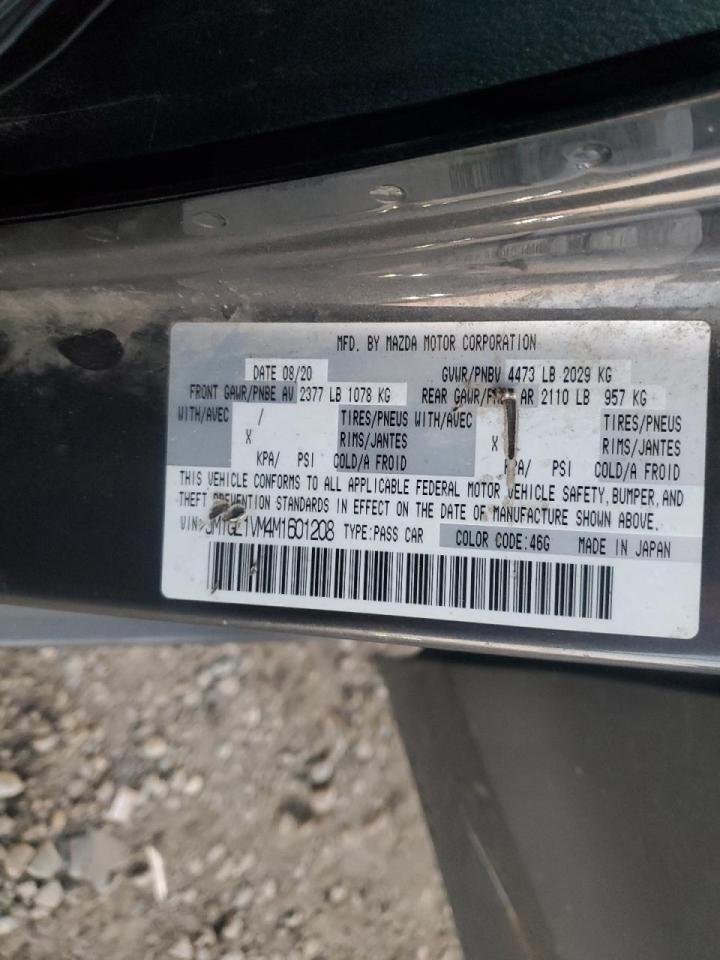 MFD. BY MAZDA MOTOR CORPORATION
DATE 08/20 GVWR/PNBV 4473 LB 2029 KG
FRONT GAWR/PNBE AV 2377 LB 1078 KG REAR AR 2110 LB 957 KG
WITH/AVEC / TIRES/PNEUS WITH/AVEC TIRES/PNEUS
X RIMS/JANTES X RIMS/JANTES
KPA/ PSI COLD/A FROID KPA/ PSI COLD/A FROID
THIS VEHICLE CONFORMS TO ALL APPLICABLE FEDERAL MOTOR VEHICLE SAFETY, BUMPER, AND
THEFT PREVENTION STANDARDS IN EFFECT ON THE DATE OF MANUFACTURE SHOWN ABOVE.
VIN: JM1GL1VM4M1501208 TYPE:PASS CAR COLOR CODE:46G MADE IN JAPAN